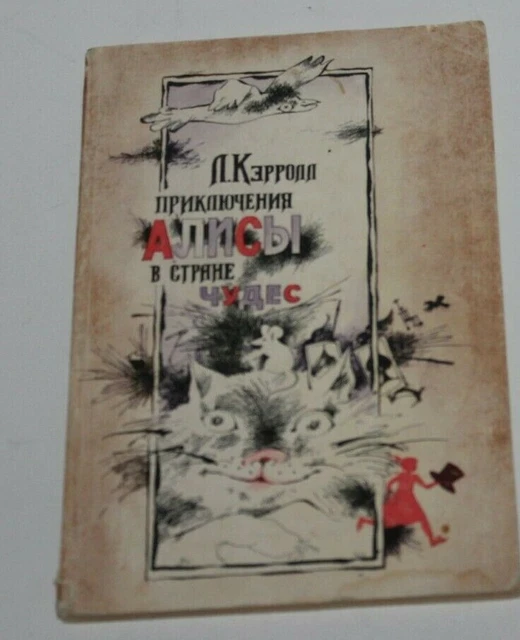 Л.Кэрролл
ПРИКЛЮЧЕНИЯ
АЛИСЫ
В СТРАНЕ
ЧУДЕС